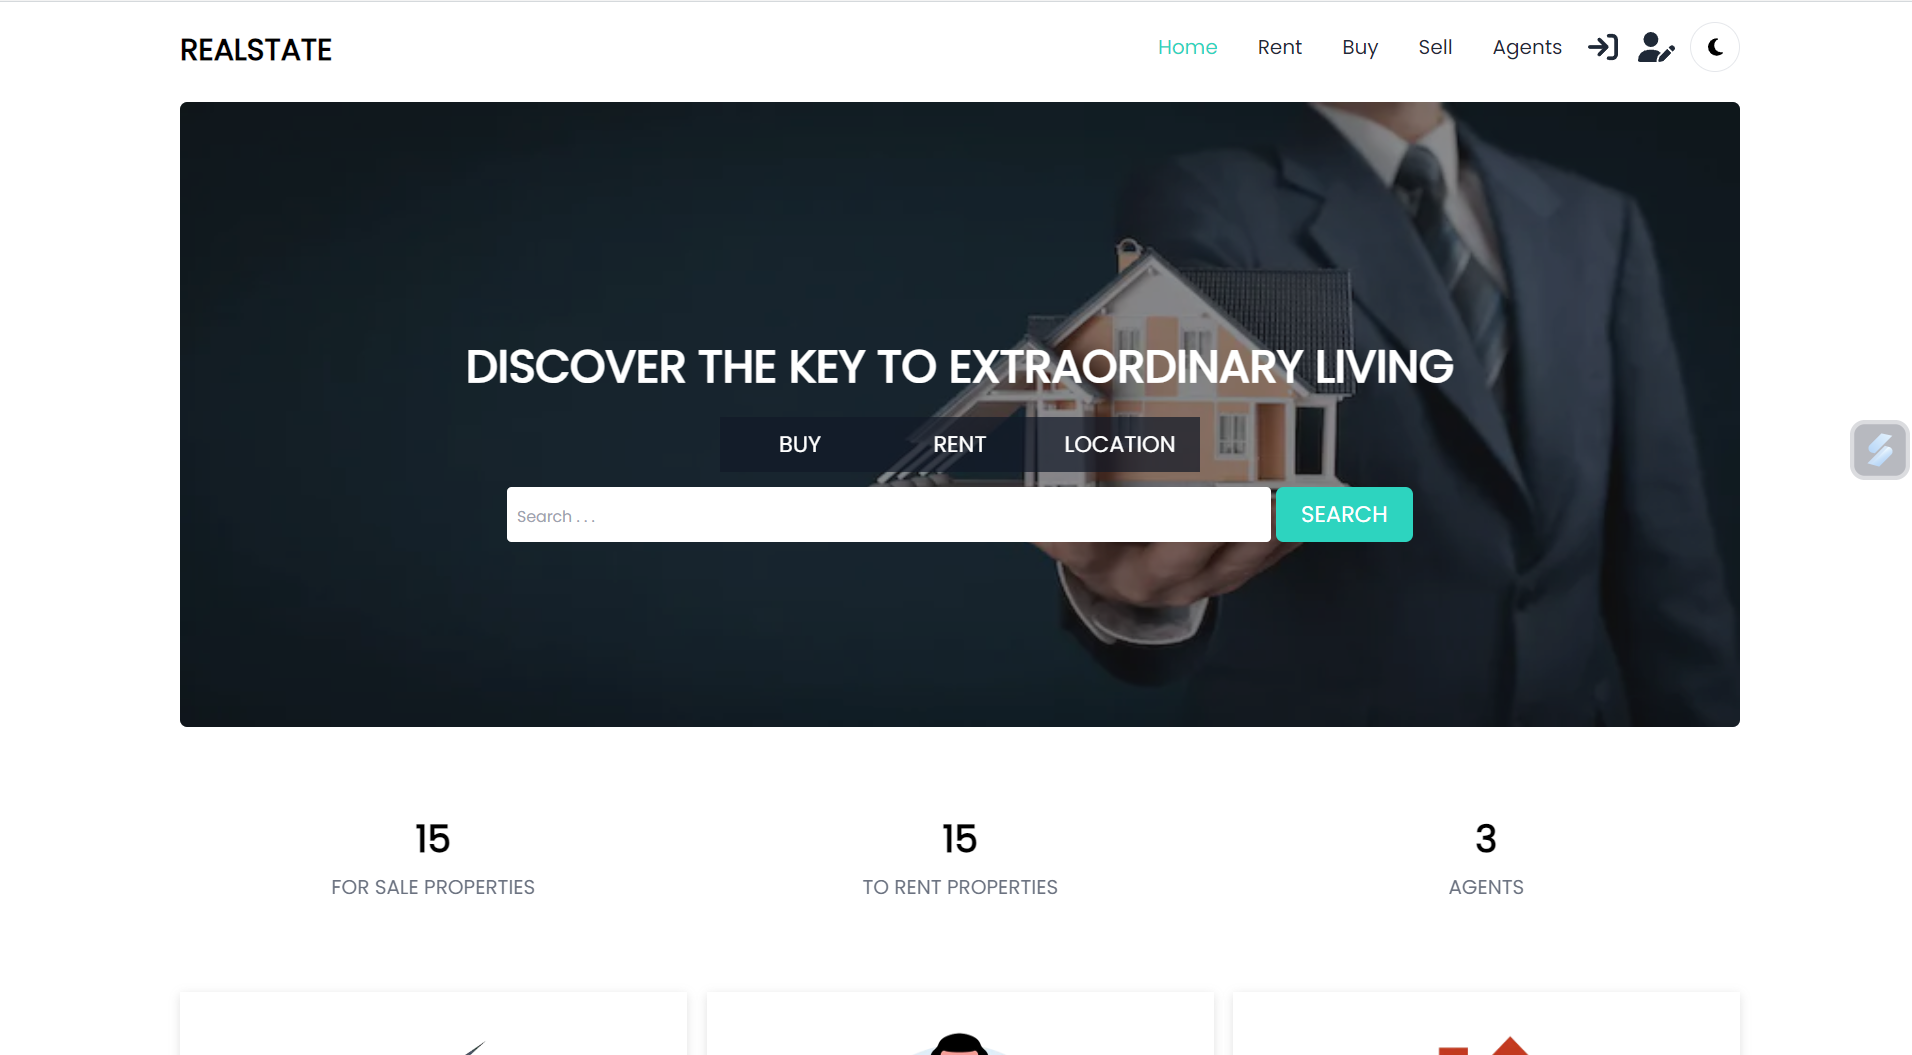 REALSTATE
Home Rent Buy Sell Agents
DISCOVER THE KEY TO EXTRAORDINARY LIVING
BUY RENT LOCATION
Search . . .
SEARCH
15
FOR SALE PROPERTIES
15
TO RENT PROPERTIES
3
AGENTS